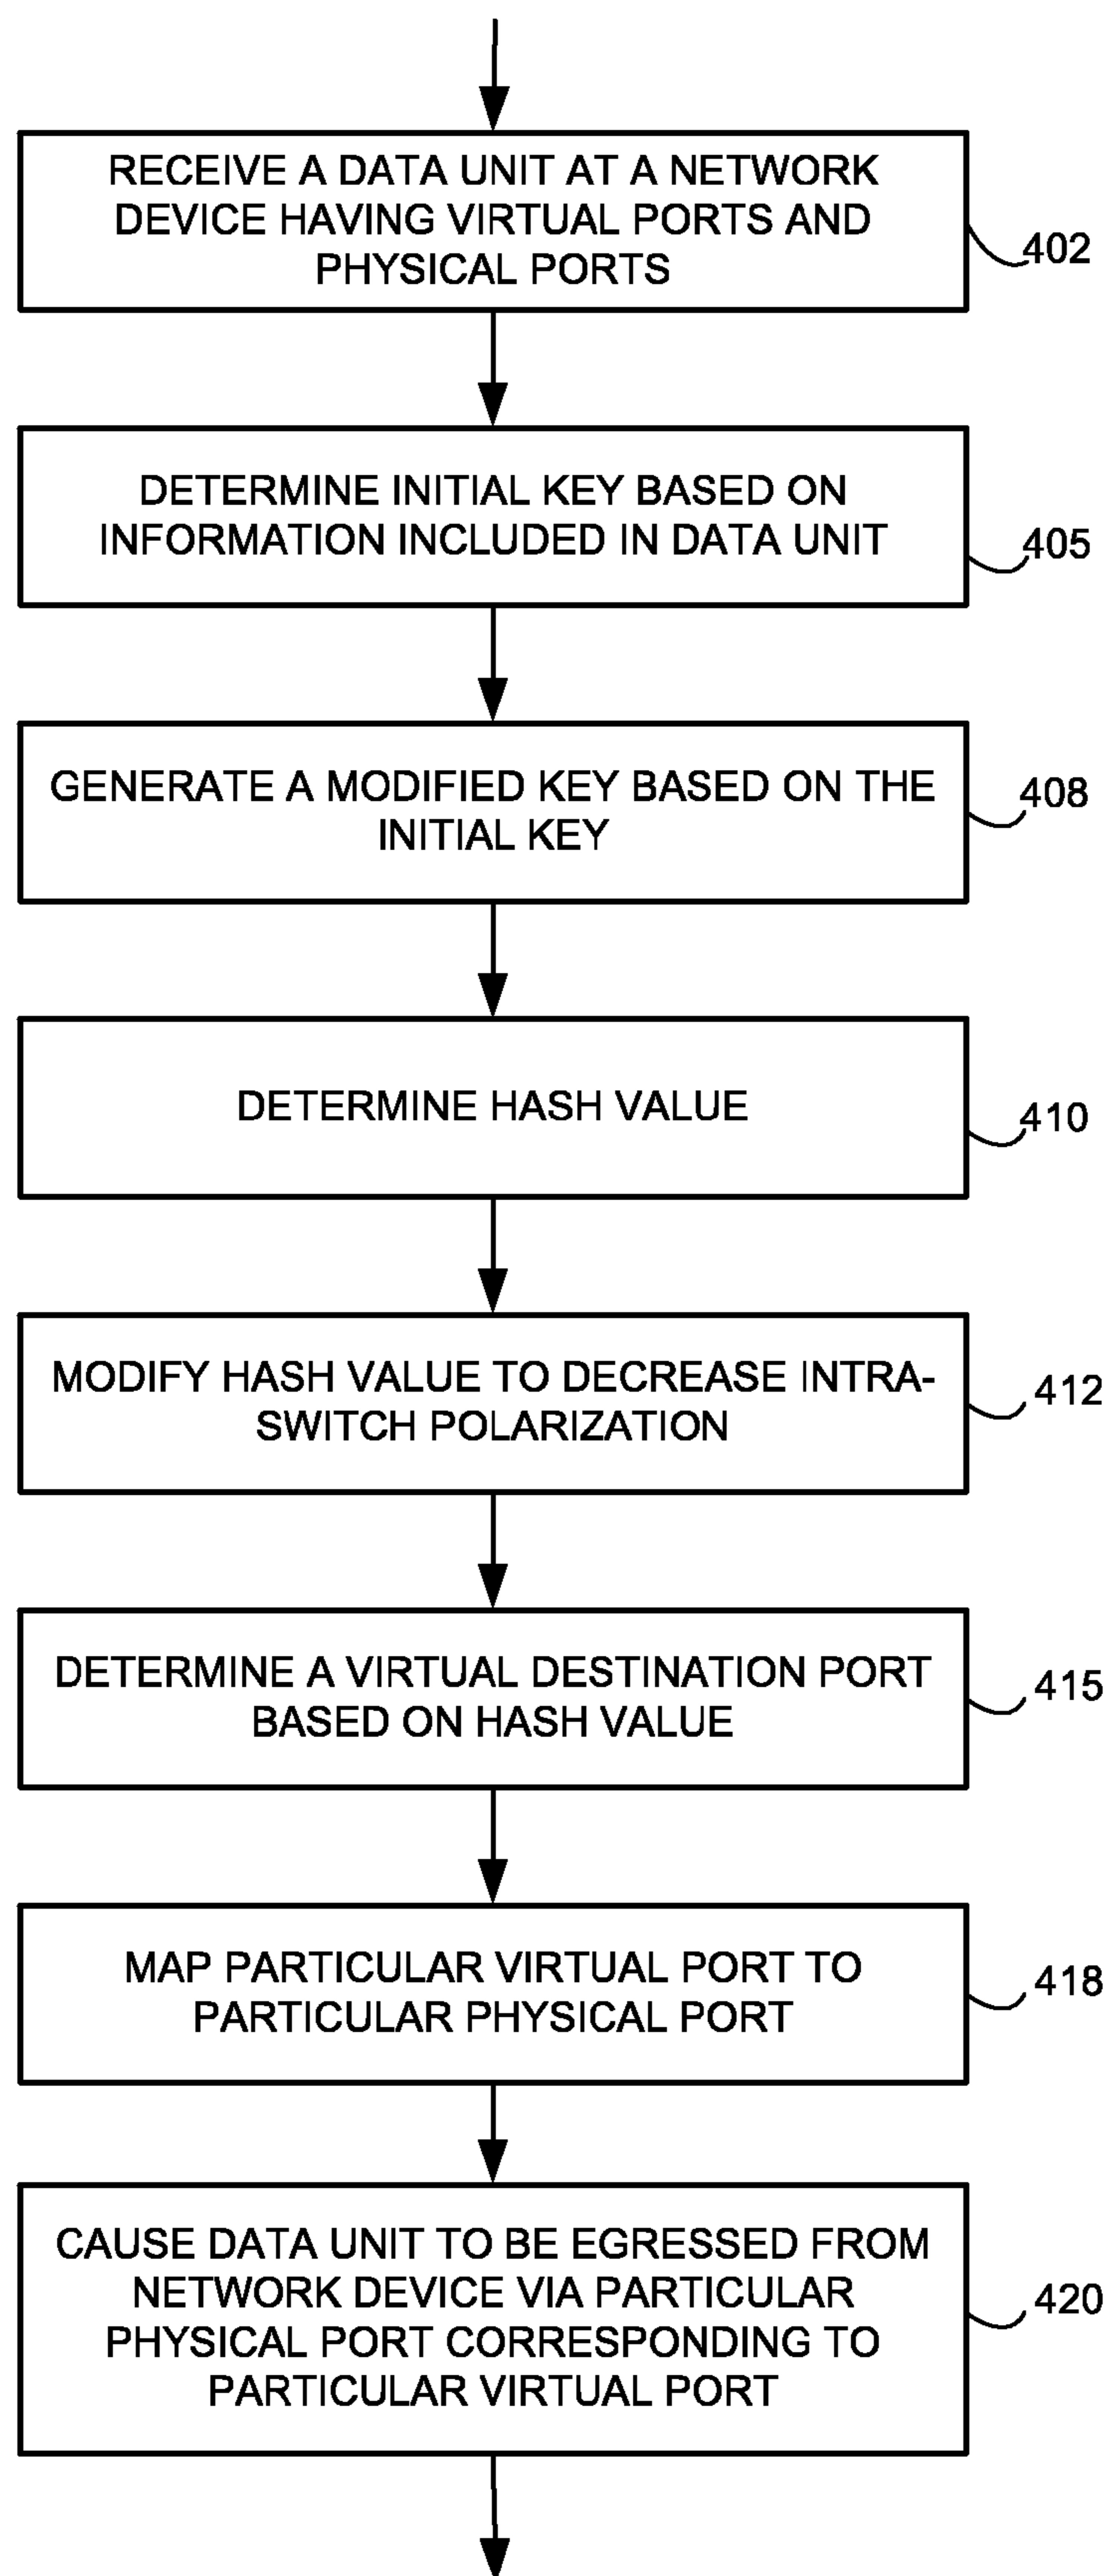 RECEIVE A DATA UNIT AT A NETWORK
DEVICE HAVING VIRTUAL PORTS AND
PHYSICAL PORTS
402
DETERMINE INITIAL KEY BASED ON
INFORMATION INCLUDED IN DATA UNIT
405
GENERATE A MODIFIED KEY BASED ON THE
INITIAL KEY
408
DETERMINE HASH VALUE
410
MODIFY HASH VALUE TO DECREASE INTRA-
SWITCH POLARIZATION
412
DETERMINE A VIRTUAL DESTINATION PORT
BASED ON HASH VALUE
415
MAP PARTICULAR VIRTUAL PORT TO
PARTICULAR PHYSICAL PORT
418
CAUSE DATA UNIT TO BE EGRESSED FROM
NETWORK DEVICE VIA PARTICULAR
PHYSICAL PORT CORRESPONDING TO
PARTICULAR VIRTUAL PORT
420